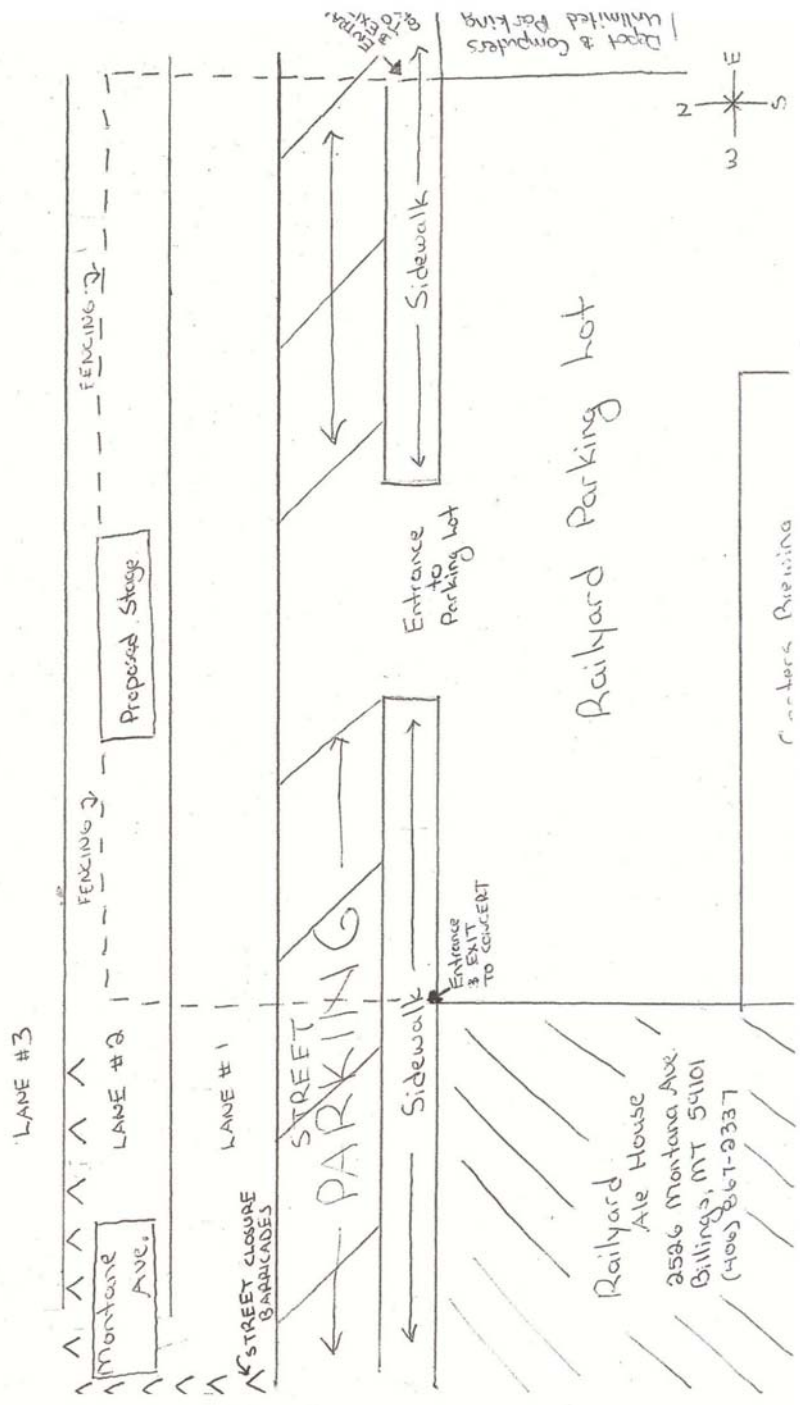 LANE #3
FENCING
FENCING
LANE #2
Montane
Ave.
Proposed Stage
LANE #1
STREET CLOSURE
BARRICADES
STREET
PARKING
Sidewalk
Sidewalk
Entrance
to
Parking Lot
Entrance
& EXIT
TO CONCERT
Depot & Computers
Unlimited Parking
Railyard Parking Lot
Railyard
Ale House
2526 Montana Ave.
Billings, MT 59101
(406) 867-2337
N
E
S
W